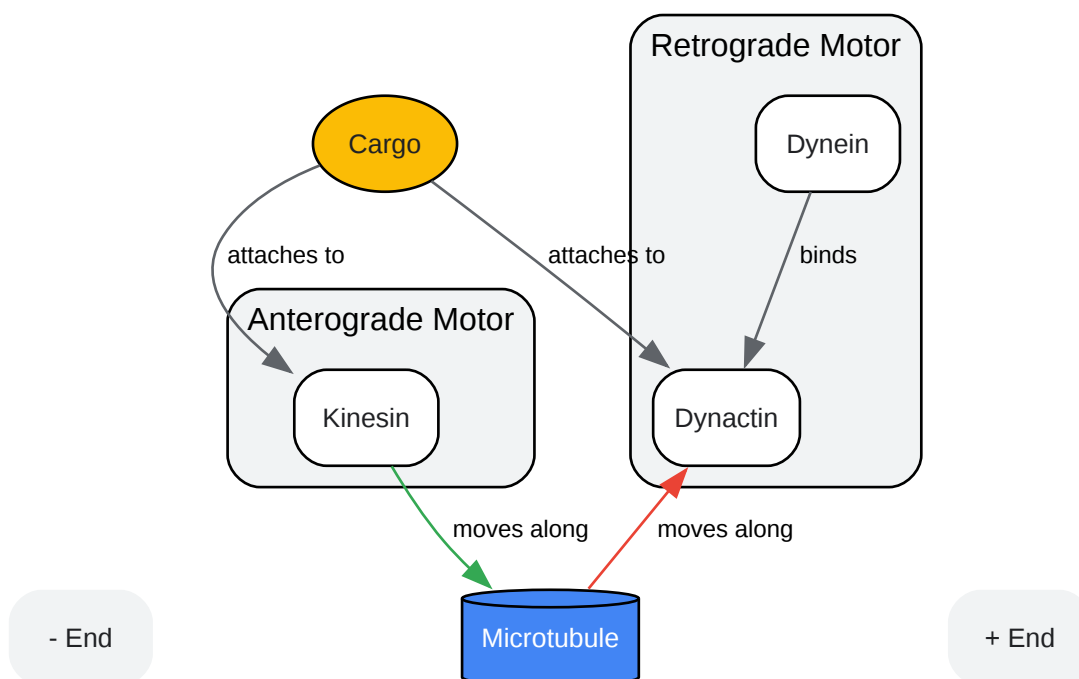 Retrograde Motor
Cargo
Dynein
attaches to
attaches to
binds
Anterograde Motor
Kinesin
Dynactin
moves along
moves along
- End
Microtubule
+ End